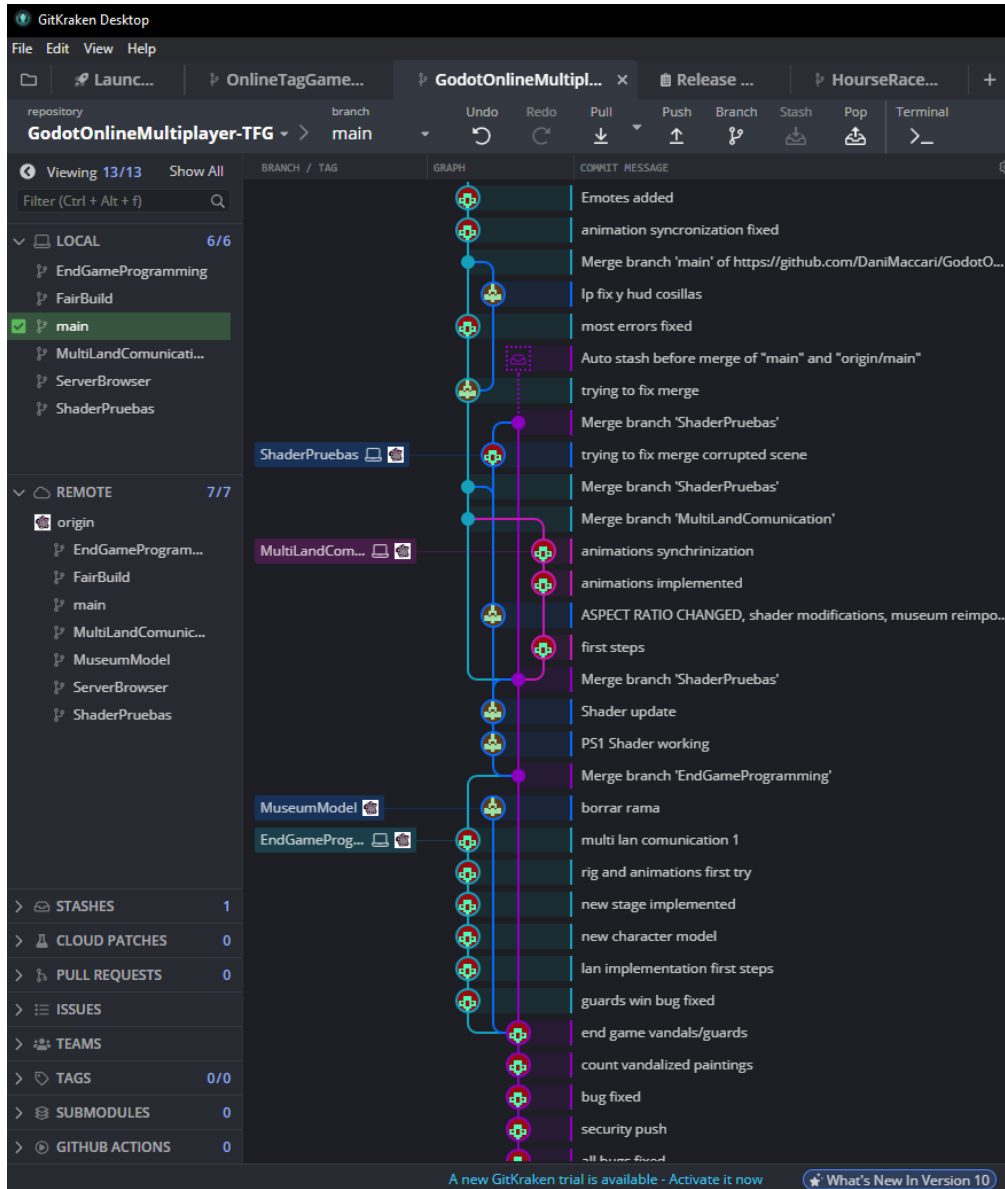 GitKraken Desktop
File Edit View Help
Launc... OnlineTagGame... GodotOnlineMultipl... × Release ... HourseRace... +
repository branch Undo Redo Pull Push Branch Stash Pop Terminal
GodotOnlineMultiplayer-TFG main
Viewing 13/13 Show All BRANCH / TAG GRAPH COMMIT MESSAGE
Filter (Ctrl + Alt + f)
LOCAL 6/6
EndGameProgramming
FairBuild
main
MultiLandComunicati...
ServerBrowser
ShaderPruebas
REMOTE 7/7
origin
EndGameProgram...
FairBuild
main
MultiLandComunic...
MuseumModel
ServerBrowser
ShaderPruebas
STASHES 1
CLOUD PATCHES 0
PULL REQUESTS 0
ISSUES
TEAMS
TAGS 0/0
SUBMODULES 0
GITHUB ACTIONS 0
Emotes added
animation syncronization fixed
Merge branch 'main' of https://github.com/DaniMaccari/GodotO...
Ip fix y hud cosillas
most errors fixed
Auto stash before merge of "main" and "origin/main"
trying to fix merge
Merge branch 'ShaderPruebas'
ShaderPruebas trying to fix merge corrupted scene
Merge branch 'ShaderPruebas'
Merge branch 'MultiLandComunication'
MultiLandCom... animations synchrinization
animations implemented
ASPECT RATIO CHANGED, shader modifications, museum reimpo...
first steps
Merge branch 'ShaderPruebas'
Shader update
PS1 Shader working
Merge branch 'EndGameProgramming'
MuseumModel borrar rama
EndGameProg... multi lan comunication 1
rig and animations first try
new stage implemented
new character model
lan implementation first steps
guards win bug fixed
end game vandals/guards
count vandalized paintings
bug fixed
security push
all bugs fixed
A new GitKraken trial is available - Activate it now What's New In Version 10